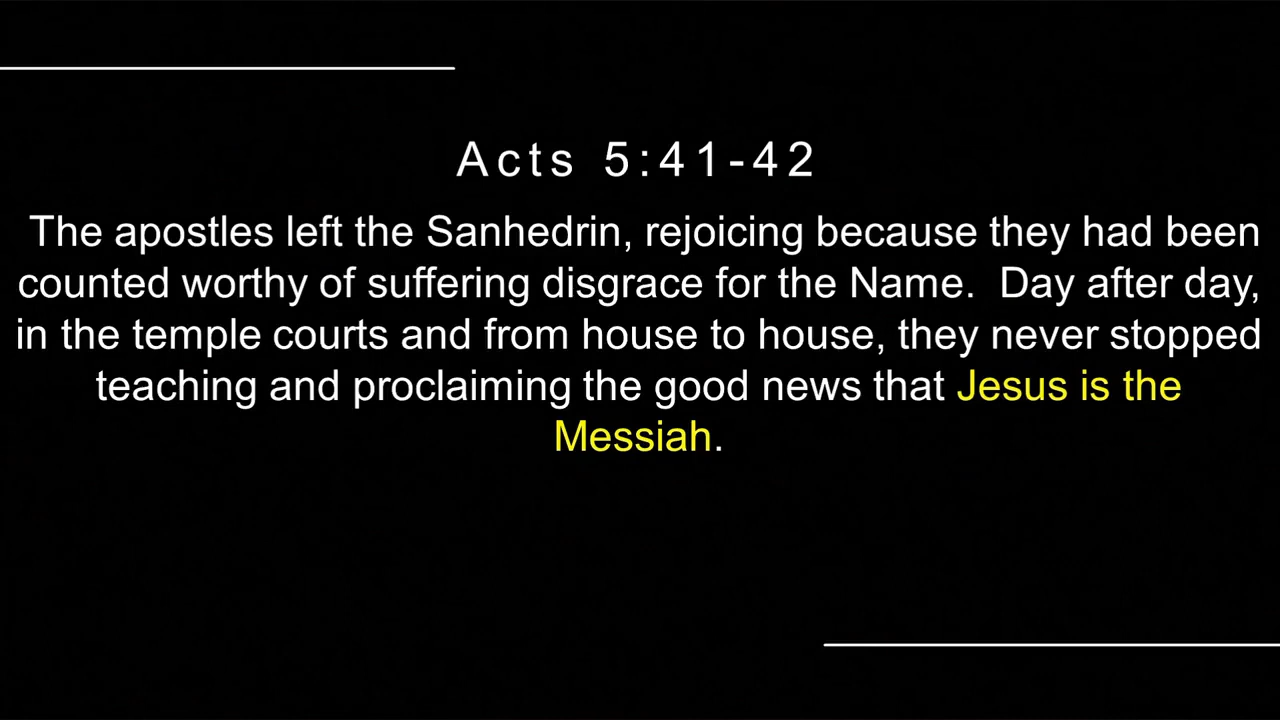 Acts 5:41-42
The apostles left the Sanhedrin, rejoicing because they had been
counted worthy of suffering disgrace for the Name.  Day after day,
in the temple courts and from house to house, they never stopped
teaching and proclaiming the good news that Jesus is the
Messiah.